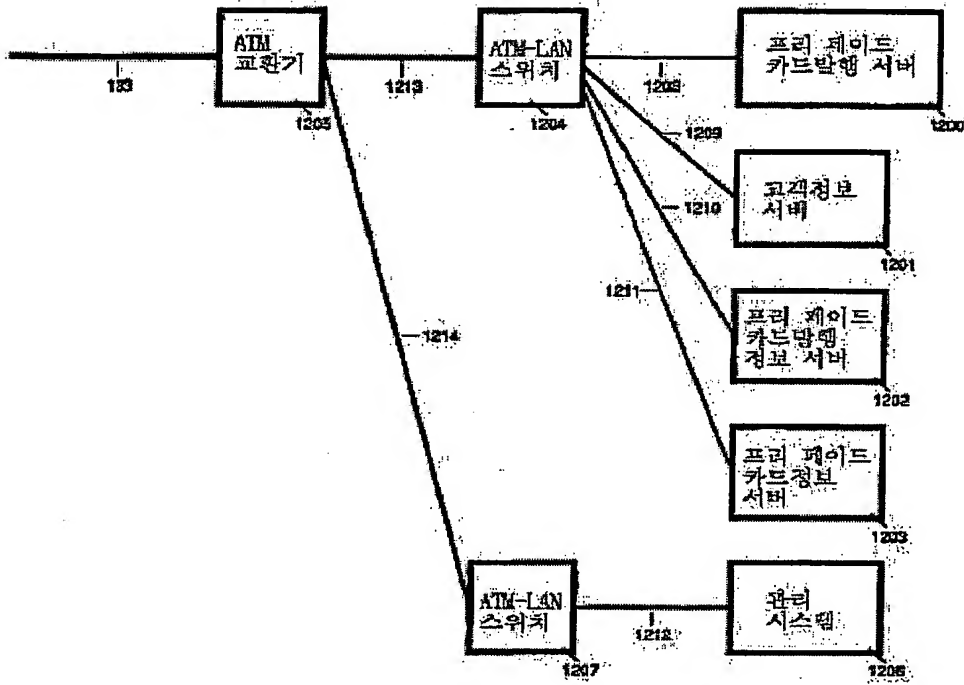 ATM
교환기
1205
133
1213
ATM-LAN
스위치
1204
1208
프리 페이드
카드발행 서버
1200
1209
고객정보
서버
1201
1210
프리 페이드
카드발행
정보 서버
1202
1211
프리 페이드
카드정보
서버
1203
1214
ATM-LAN
스위치
1207
1212
관리
시스템
1206